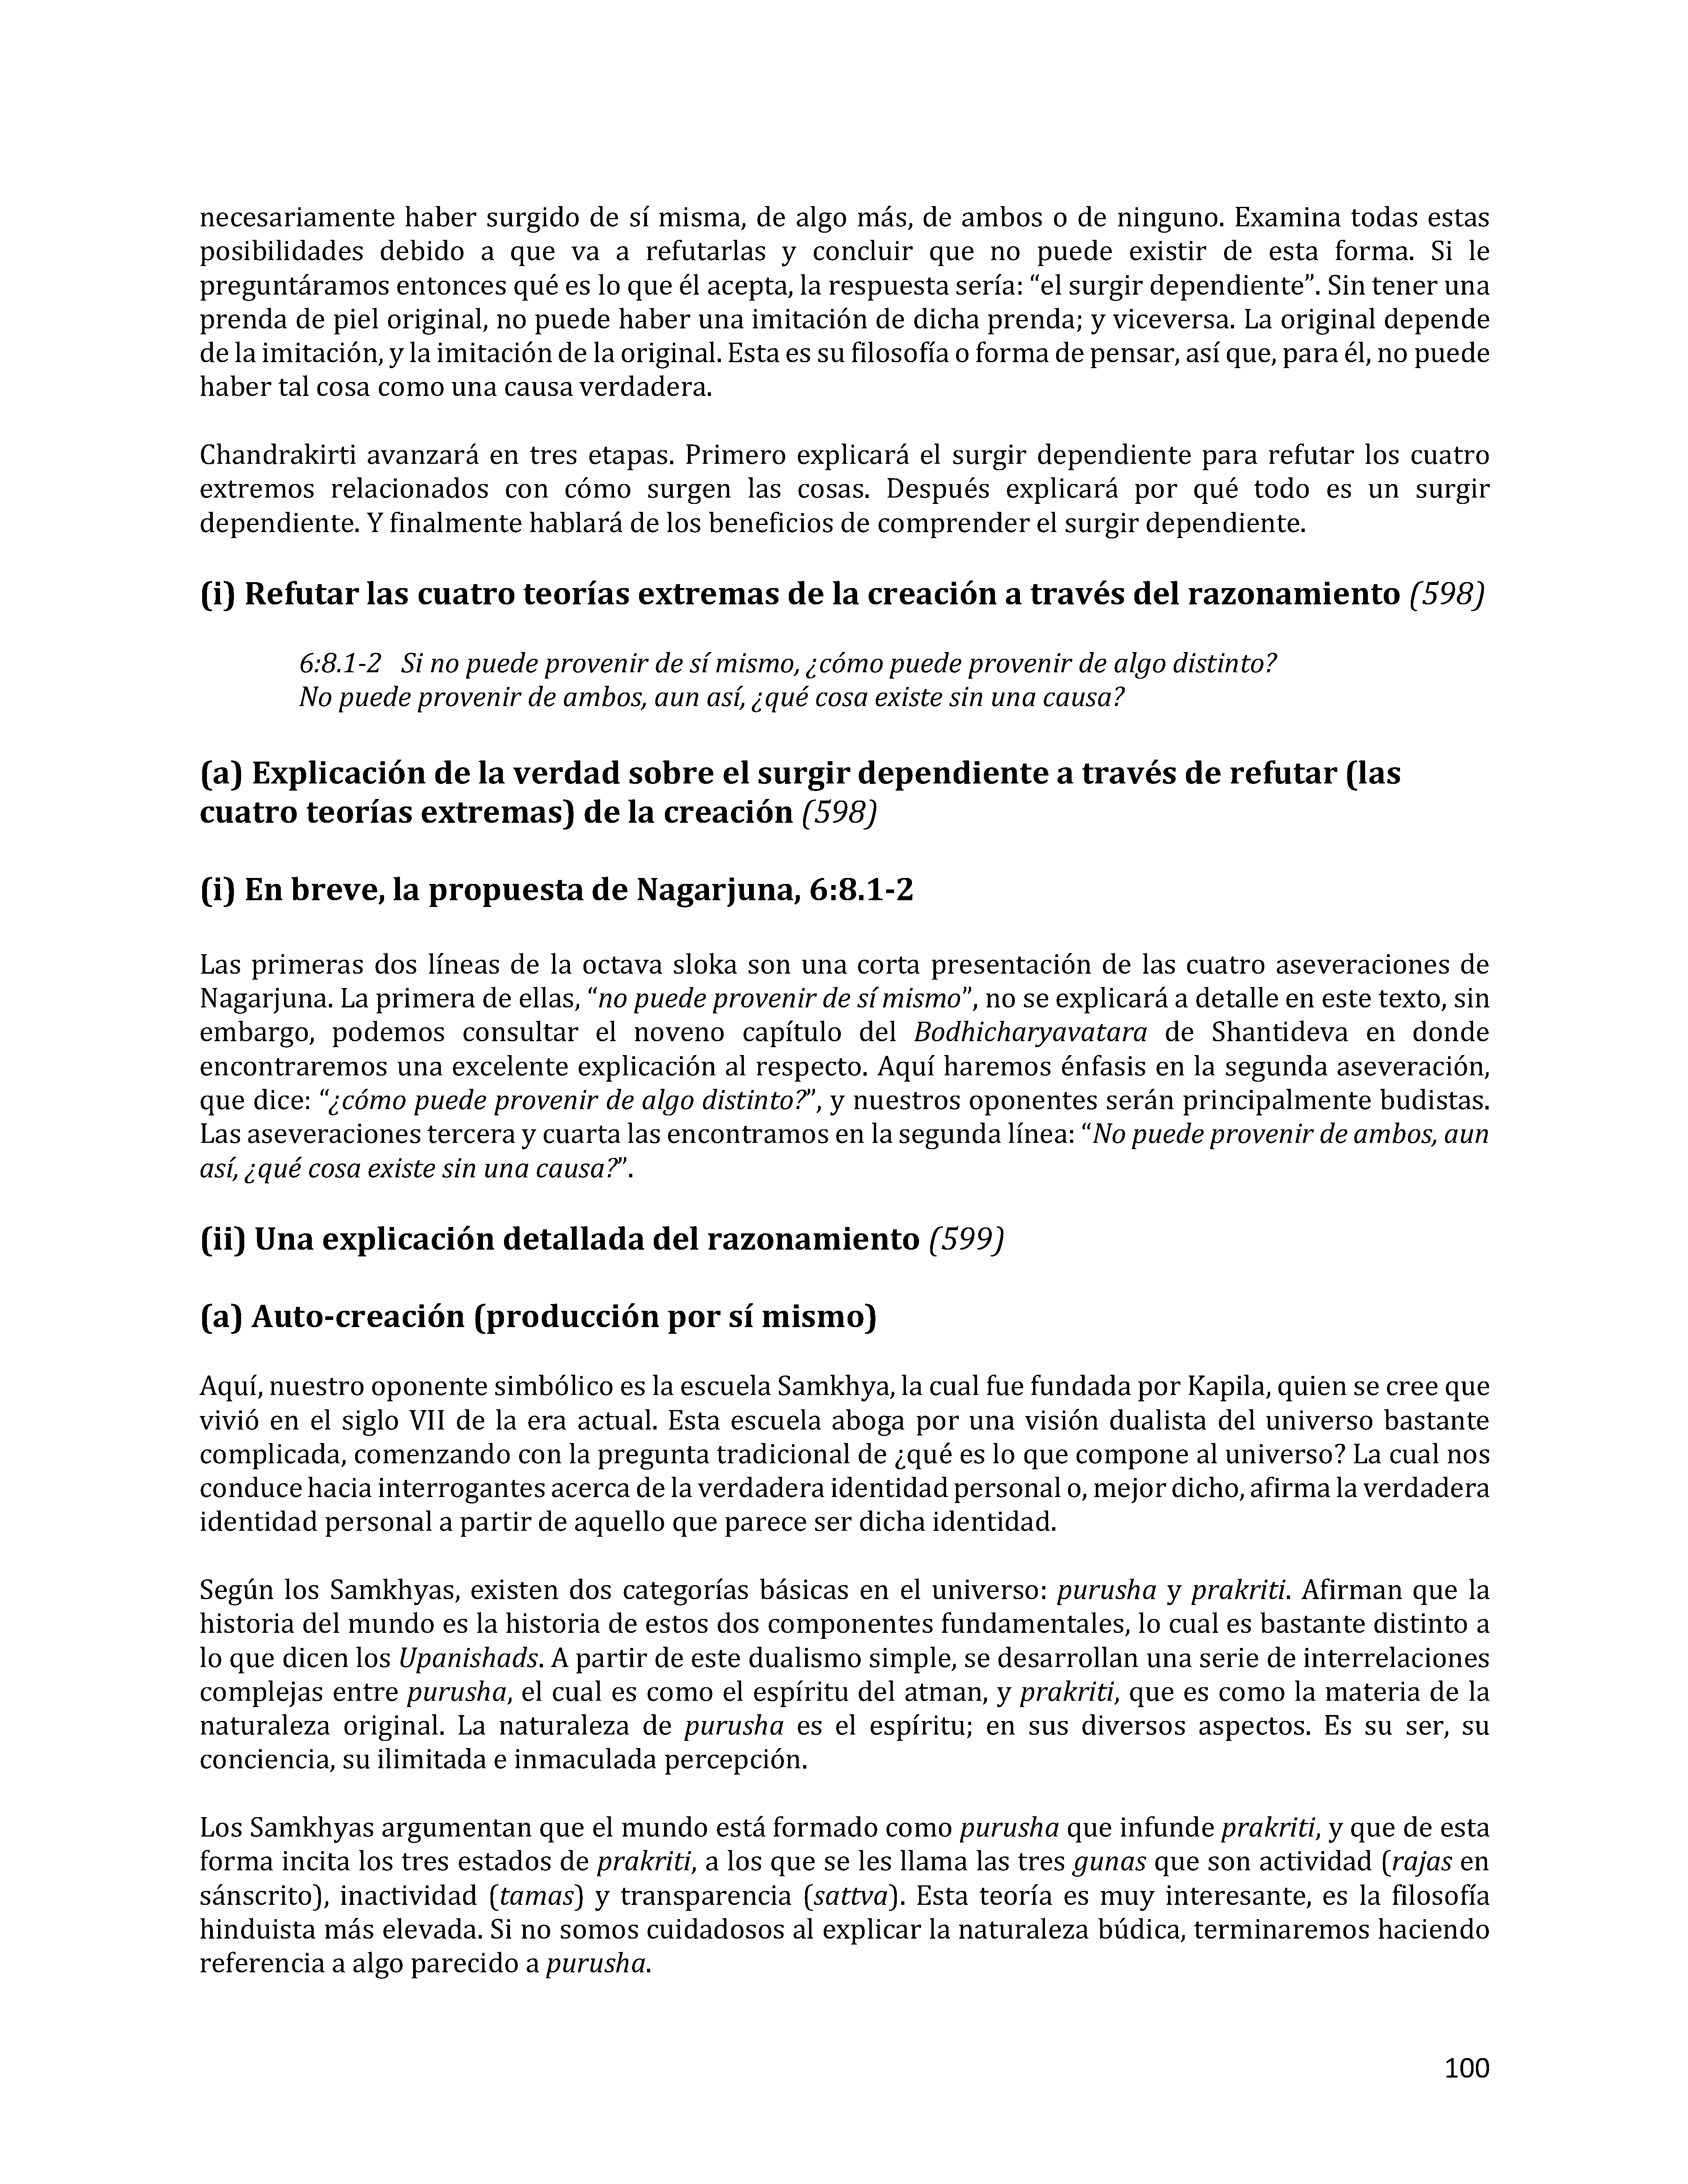 necesariamente haber surgido de sí misma, de algo más, de ambos o de ninguno. Examina todas estas
posibilidades debido a que va a refutarlas y concluir que no puede existir de esta forma. Si le
preguntáramos entonces qué es lo que él acepta, la respuesta sería: “el surgir dependiente”. Sin tener una
prenda de piel original, no puede haber una imitación de dicha prenda; y viceversa. La original depende
de la imitación, y la imitación de la original. Esta es su filosofía o forma de pensar, así que, para él, no puede
haber tal cosa como una causa verdadera.
Chandrakirti avanzará en tres etapas. Primero explicará el surgir dependiente para refutar los cuatro
extremos relacionados con cómo surgen las cosas. Después explicará por qué todo es un surgir
dependiente. Y finalmente hablará de los beneficios de comprender el surgir dependiente.
(i) Refutar las cuatro teorías extremas de la creación a través del razonamiento (598)
6:8.1-2 Si no puede provenir de sí mismo, ¿cómo puede provenir de algo distinto?
No puede provenir de ambos, aun así, ¿qué cosa existe sin una causa?
(a) Explicación de la verdad sobre el surgir dependiente a través de refutar (las
cuatro teorías extremas) de la creación (598)
(i) En breve, la propuesta de Nagarjuna, 6:8.1-2
Las primeras dos líneas de la octava sloka son una corta presentación de las cuatro aseveraciones de
Nagarjuna. La primera de ellas, “no puede provenir de sí mismo”, no se explicará a detalle en este texto, sin
embargo, podemos consultar el noveno capítulo del Bodhicharyavatara de Shantideva en donde
encontraremos una excelente explicación al respecto. Aquí haremos énfasis en la segunda aseveración,
que dice: “¿cómo puede provenir de algo distinto?”, y nuestros oponentes serán principalmente budistas.
Las aseveraciones tercera y cuarta las encontramos en la segunda línea: “No puede provenir de ambos, aun
así, ¿qué cosa existe sin una causa?”.
(ii) Una explicación detallada del razonamiento (599)
(a) Auto-creación (producción por sí mismo)
Aquí, nuestro oponente simbólico es la escuela Samkhya, la cual fue fundada por Kapila, quien se cree que
vivió en el siglo VII de la era actual. Esta escuela aboga por una visión dualista del universo bastante
complicada, comenzando con la pregunta tradicional de ¿qué es lo que compone al universo? La cual nos
conduce hacia interrogantes acerca de la verdadera identidad personal o, mejor dicho, afirma la verdadera
identidad personal a partir de aquello que parece ser dicha identidad.
Según los Samkhyas, existen dos categorías básicas en el universo: purusha y prakriti. Afirman que la
historia del mundo es la historia de estos dos componentes fundamentales, lo cual es bastante distinto a
lo que dicen los Upanishads. A partir de este dualismo simple, se desarrollan una serie de interrelaciones
complejas entre purusha, el cual es como el espíritu del atman, y prakriti, que es como la materia de la
naturaleza original. La naturaleza de purusha es el espíritu; en sus diversos aspectos. Es su ser, su
conciencia, su ilimitada e inmaculada percepción.
Los Samkhyas argumentan que el mundo está formado como purusha que infunde prakriti, y que de esta
forma incita los tres estados de prakriti, a los que se les llama las tres gunas que son actividad (rajas en
sánscrito), inactividad (tamas) y transparencia (sattva). Esta teoría es muy interesante, es la filosofía
hinduista más elevada. Si no somos cuidadosos al explicar la naturaleza búdica, terminaremos haciendo
referencia a algo parecido a purusha.
100